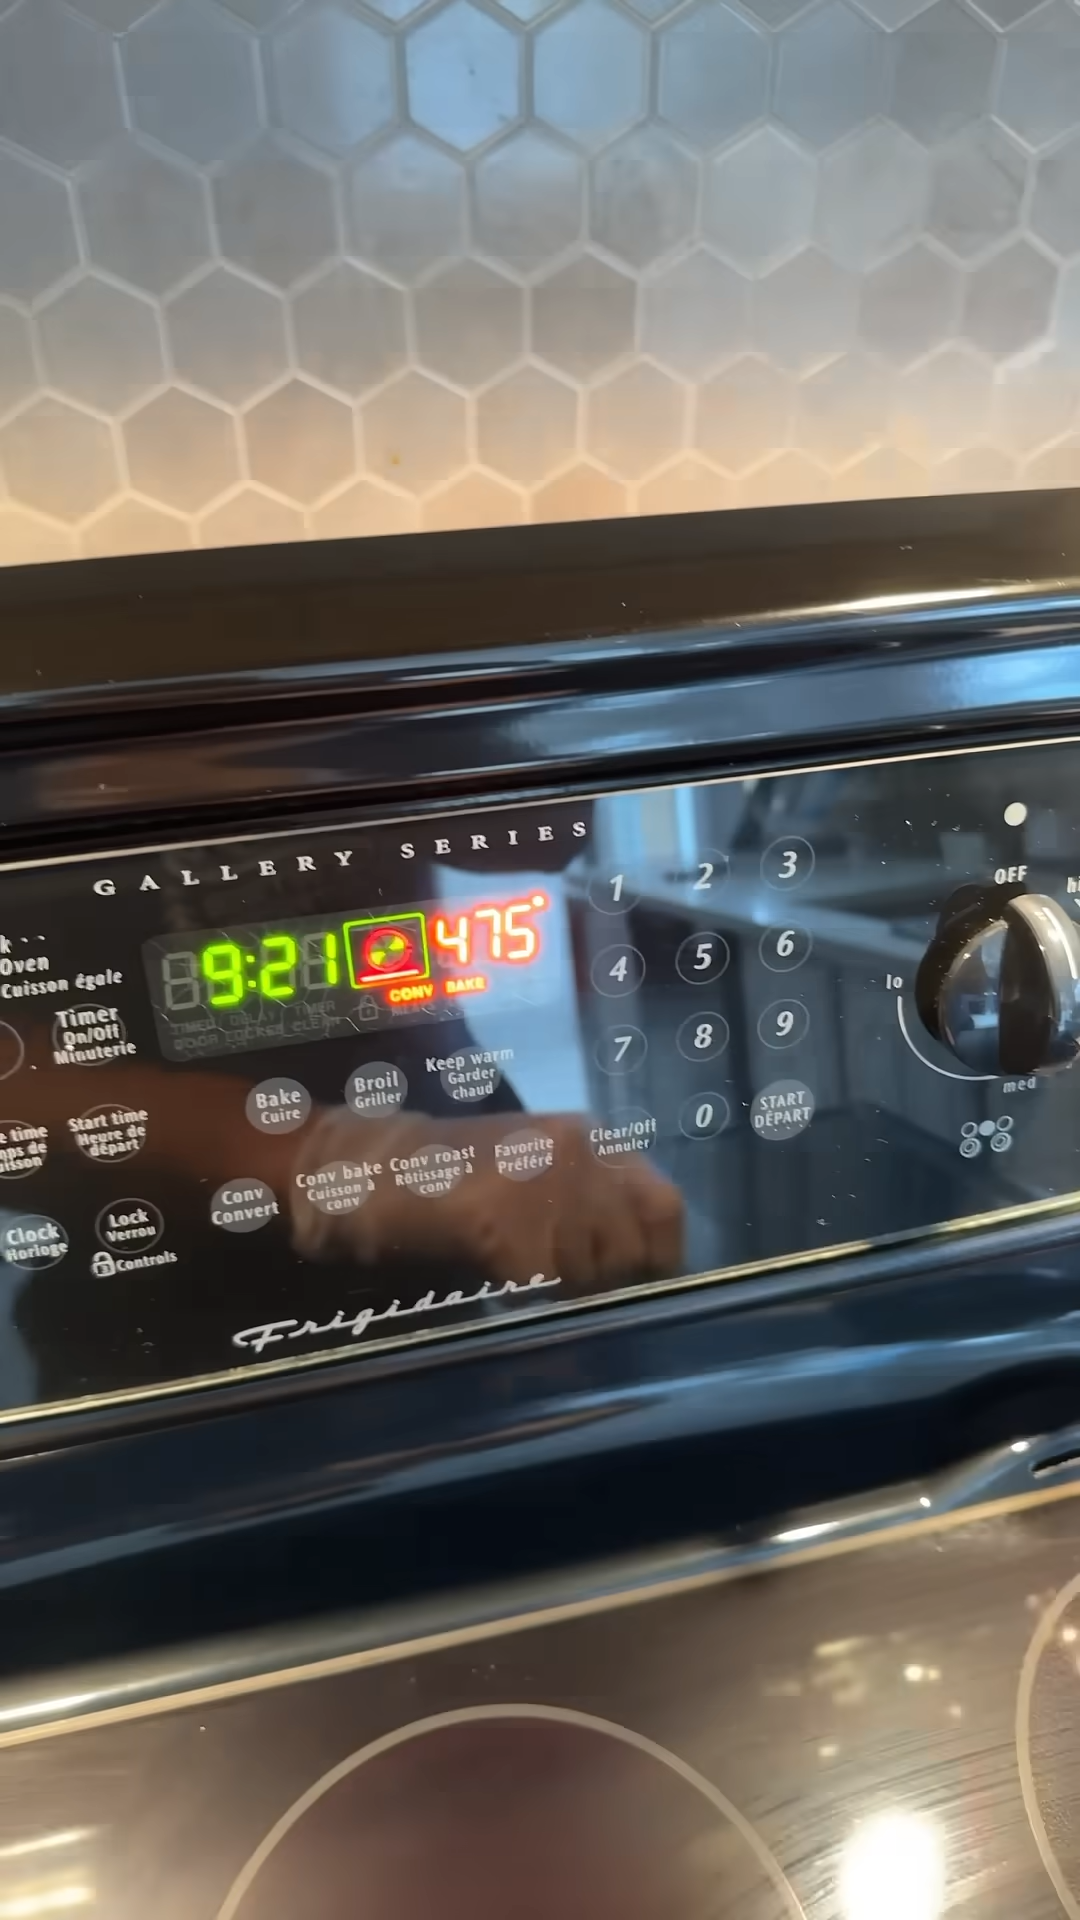 GALLERY SERIES
9:21 475°
CONV BAKE
Oven
Cuisson égale
Timer
On/Off
Minuterie
Start time
Heure de
départ
Clock
Horloge
Lock
Verrou
Controls
Bake
Cuire
Broil
Griller
Keep warm
Garder
chaud
Conv
Convert
Conv bake
Cuisson à
conv
Conv roast
Rôtissage à
conv
Favorite
Préféré
Clear/Off
Annuler
1 2 3
4 5 6
7 8 9
0
START
DÉPART
OFF
lo
med
Frigidaire